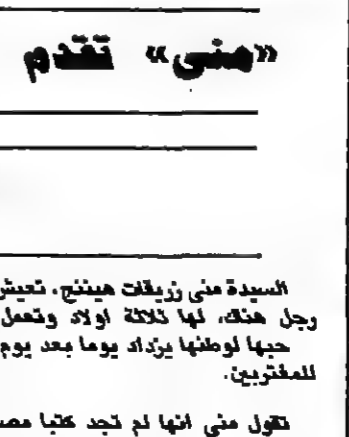 «منى» تقدم
السيدة منى زريقات هيننج، تعيش
رجل هناك، لها ثلاثة اولاد وتعمل
حبها لوطنها يزداد يوما بعد يوم
للمغتربين.
تقول منى انها لم تجد كتبا مصـ